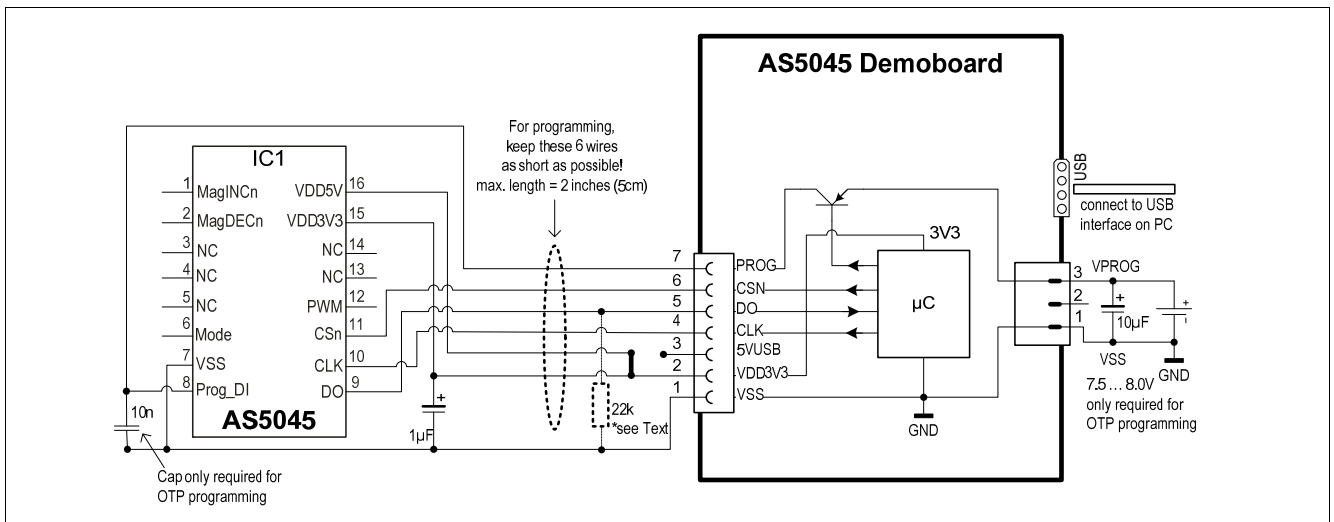 AS5045 Demoboard
For programming,
keep these 6 wires
as short as possible!
max. length = 2 inches (5cm)
IC1
1 MagINCn
2 MagDECn
3 NC
4 NC
5 NC
6 Mode
7 VSS
8 Prog_DI
VDD5V 16
VDD3V3 15
NC 14
NC 13
PWM 12
CSn 11
CLK 10
DO 9
AS5045
10n
Cap only required for
OTP programming
1µF
22k
*see Text
7 PROG
6 CSN
5 DO
4 CLK
3 5VUSB
2 VDD3V3
1 VSS
3V3
µC
GND
USB
connect to USB
interface on PC
3 VPROG
2
1
+
10µF
+
-
VSS
GND
7.5 ... 8.0V
only required for
OTP programming
+